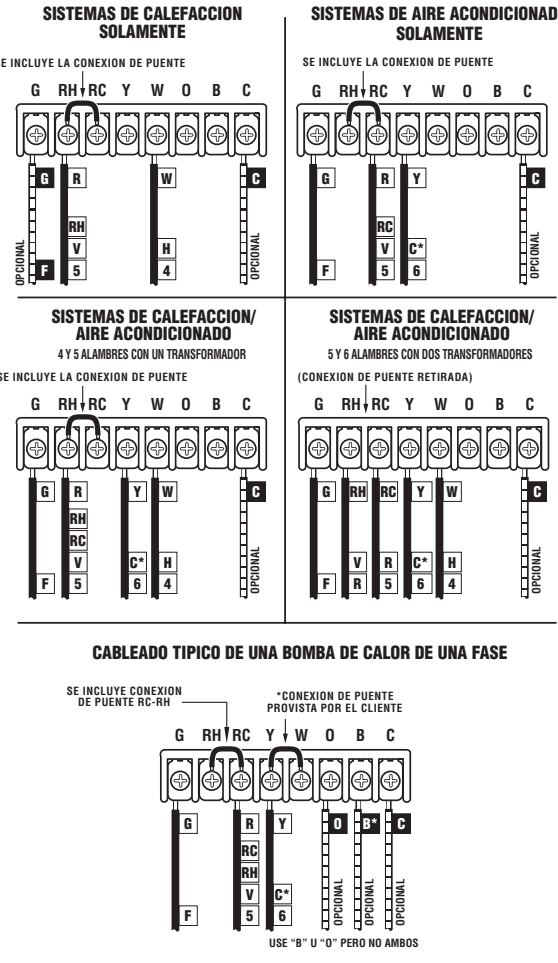 SISTEMAS DE CALEFACCION
SOLAMENTE
SE INCLUYE LA CONEXION DE PUENTE
G RH RC Y W O B C
G R W C
RH
V H
F 5 4
OPCIONAL
OPCIONAL
SISTEMAS DE AIRE ACONDICIONAD
SOLAMENTE
SE INCLUYE LA CONEXION DE PUENTE
G RH RC Y W O B C
G R Y C
RC
V C*
F 5 6
OPCIONAL
SISTEMAS DE CALEFACCION/
AIRE ACONDICIONADO
4 Y 5 ALAMBRES CON UN TRANSFORMADOR
SE INCLUYE LA CONEXION DE PUENTE
G RH RC Y W O B C
G R Y W C
RH
RC
V C* H
F 5 6 4
OPCIONAL
SISTEMAS DE CALEFACCION/
AIRE ACONDICIONADO
5 Y 6 ALAMBRES CON DOS TRANSFORMADORES
(CONEXION DE PUENTE RETIRADA)
G RH RC Y W O B C
G RH RC Y W C
V R C* H
F R 5 6 4
OPCIONAL
CABLEADO TIPICO DE UNA BOMBA DE CALOR DE UNA FASE
SE INCLUYE CONEXION
DE PUENTE RC-RH
*CONEXION DE PUENTE
PROVISTA POR EL CLIENTE
G RH RC Y W O B C
G R Y O B* C
RC
RH
V C*
F 5 6
OPCIONAL
OPCIONAL
OPCIONAL
USE “B” U “O” PERO NO AMBOS